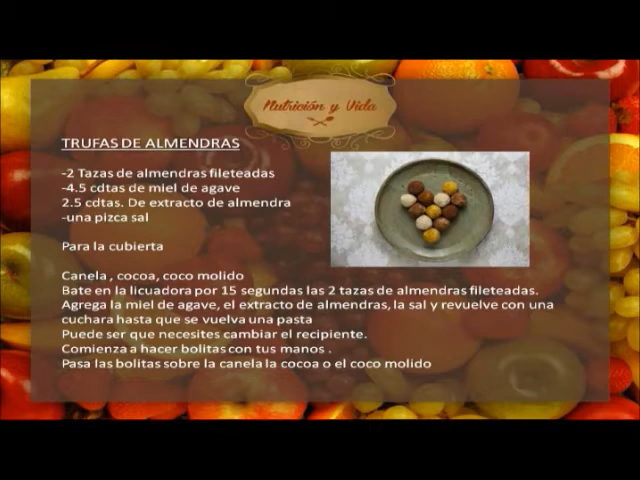 Nutrición y Vida
TRUFAS DE ALMENDRAS
-2 Tazas de almendras fileteadas
-4.5 cdtas de miel de agave
2.5 cdtas. De extracto de almendra
-una pizca sal
Para la cubierta
Canela , cocoa, coco molido
Bate en la licuadora por 15 segundas las 2 tazas de almendras fileteadas.
Agrega la miel de agave, el extracto de almendras, la sal y revuelve con una
cuchara hasta que se vuelva una pasta
Puede ser que necesites cambiar el recipiente.
Comienza a hacer bolitas con tus manos .
Pasa las bolitas sobre la canela la cocoa o el coco molido